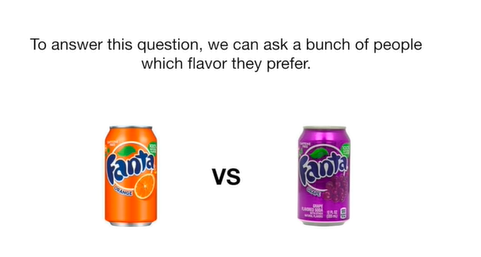 To answer this question, we can ask a bunch of people
which flavor they prefer.
Fanta
ORANGE
VS
Fanta
GRAPE